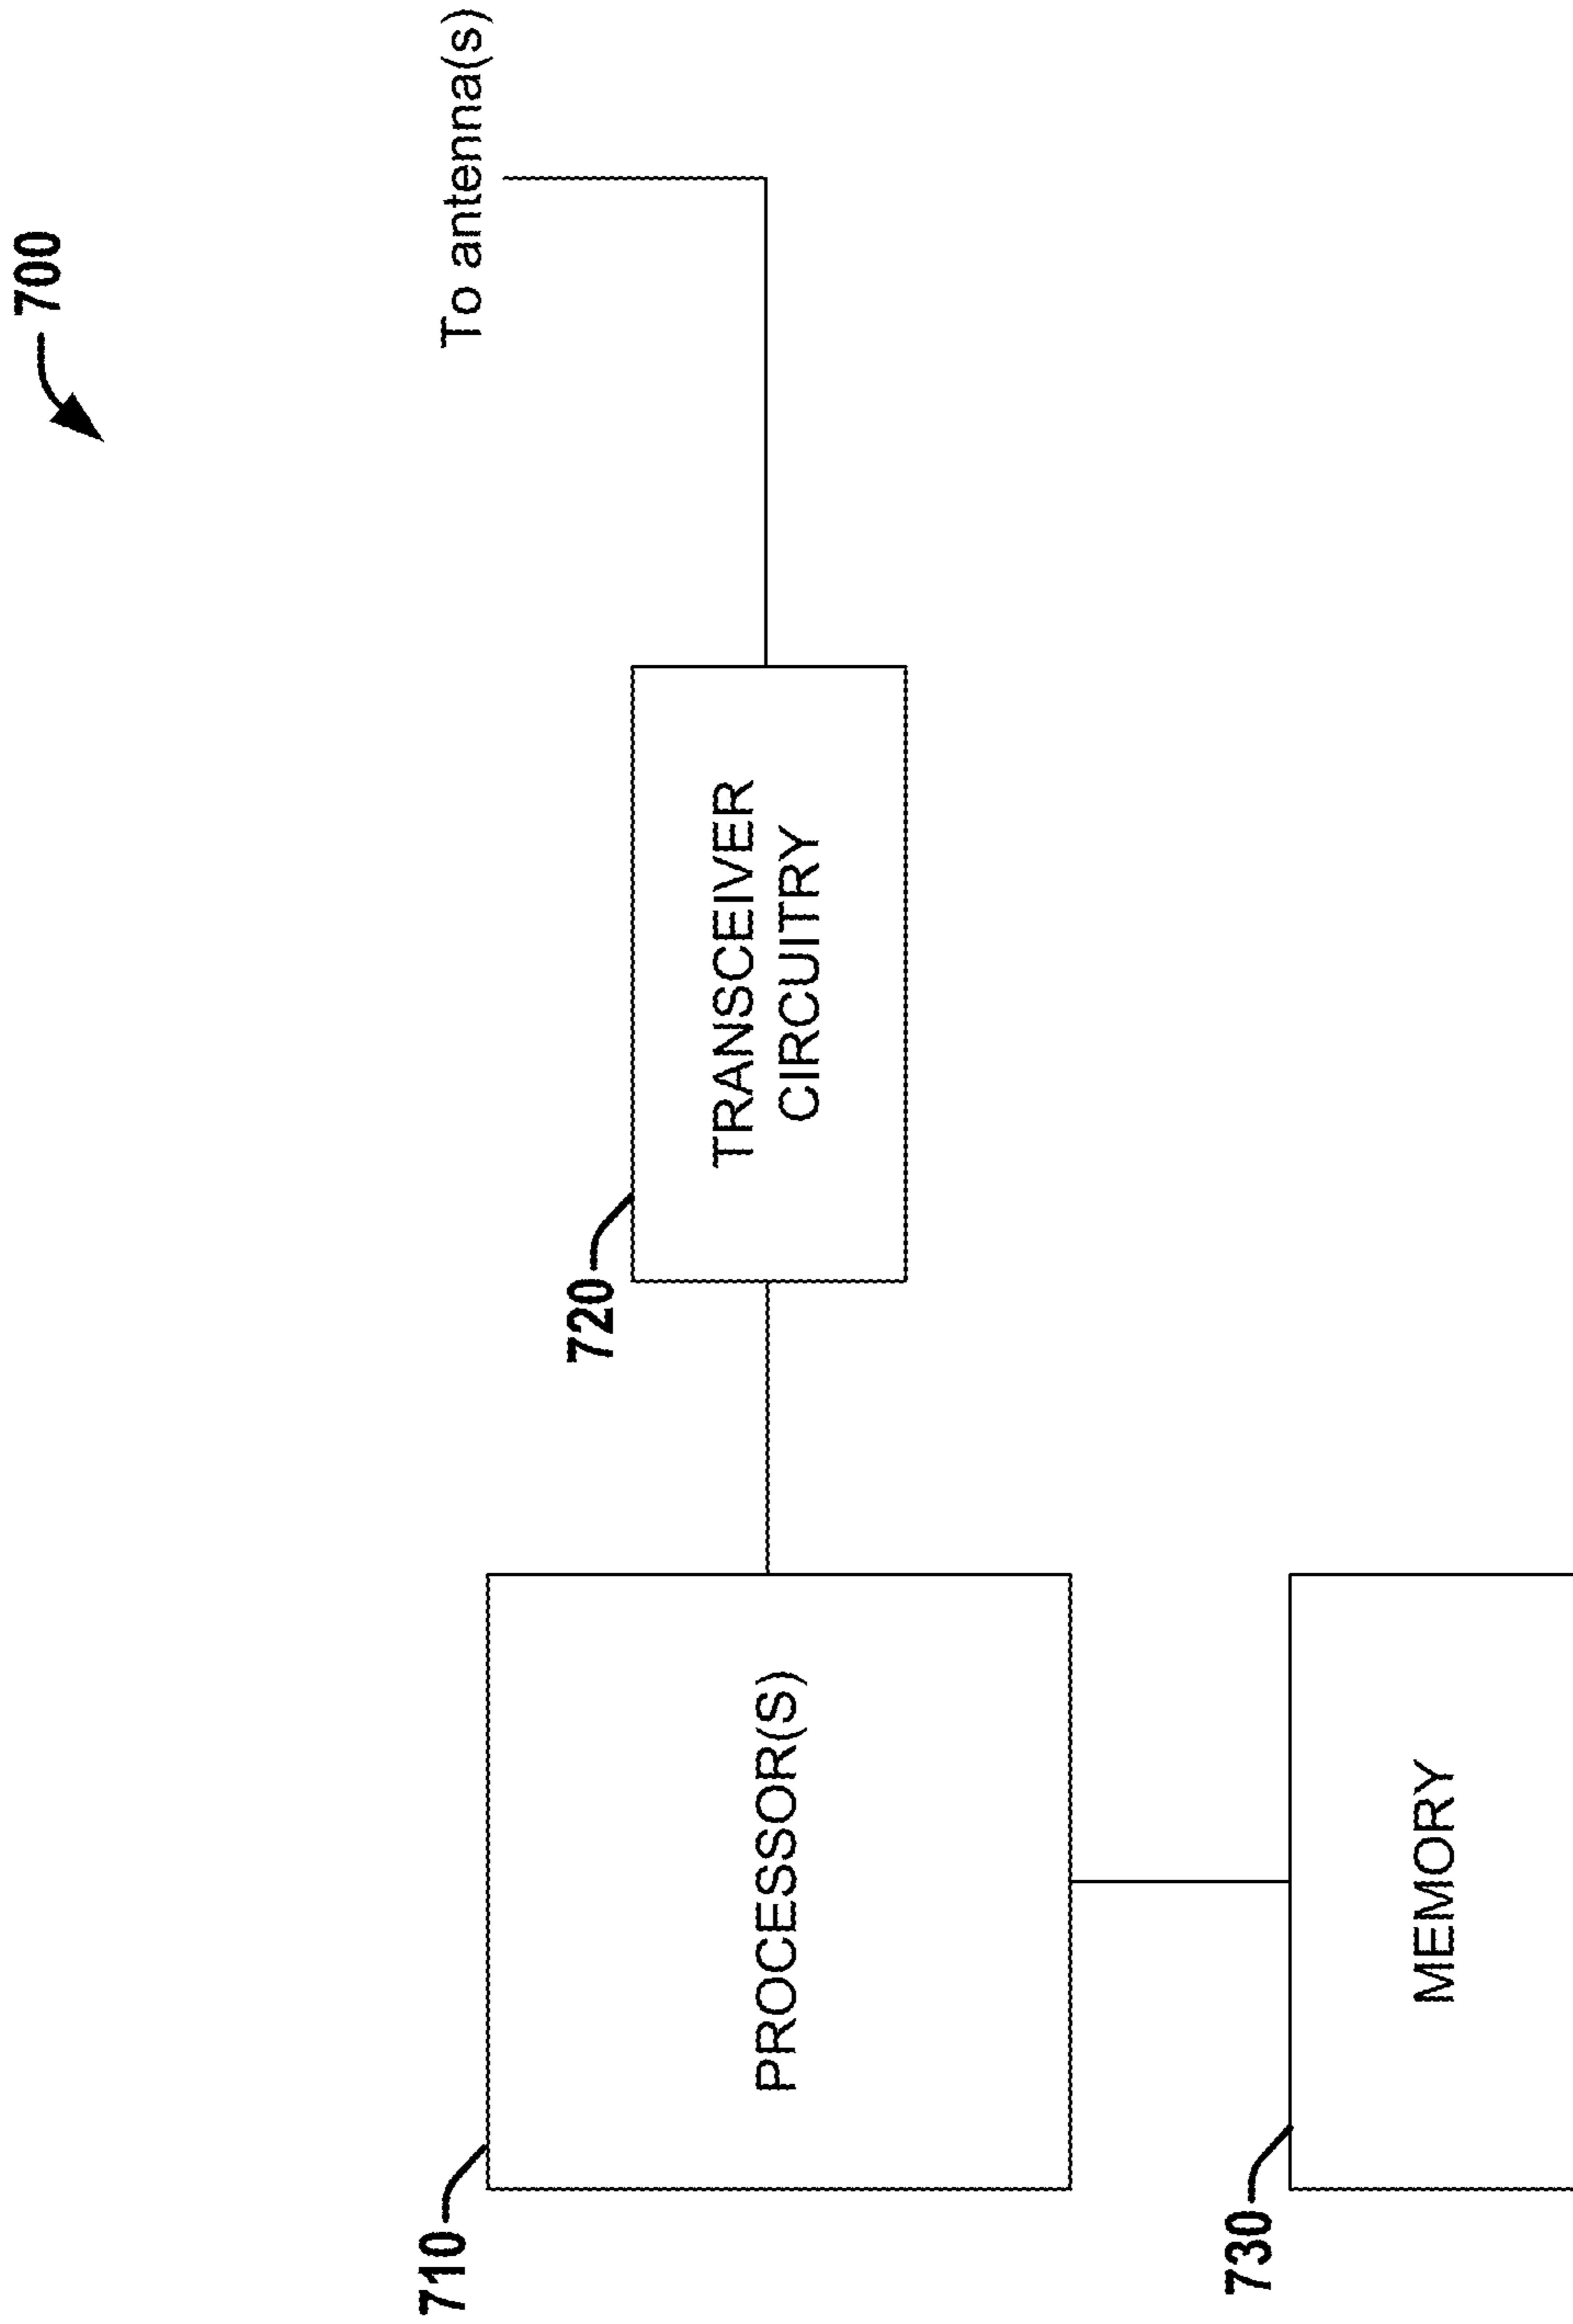 700
To antenna(s)
720
TRANSCEIVER
CIRCUITRY
710
PROCESSOR(S)
730
MEMORY